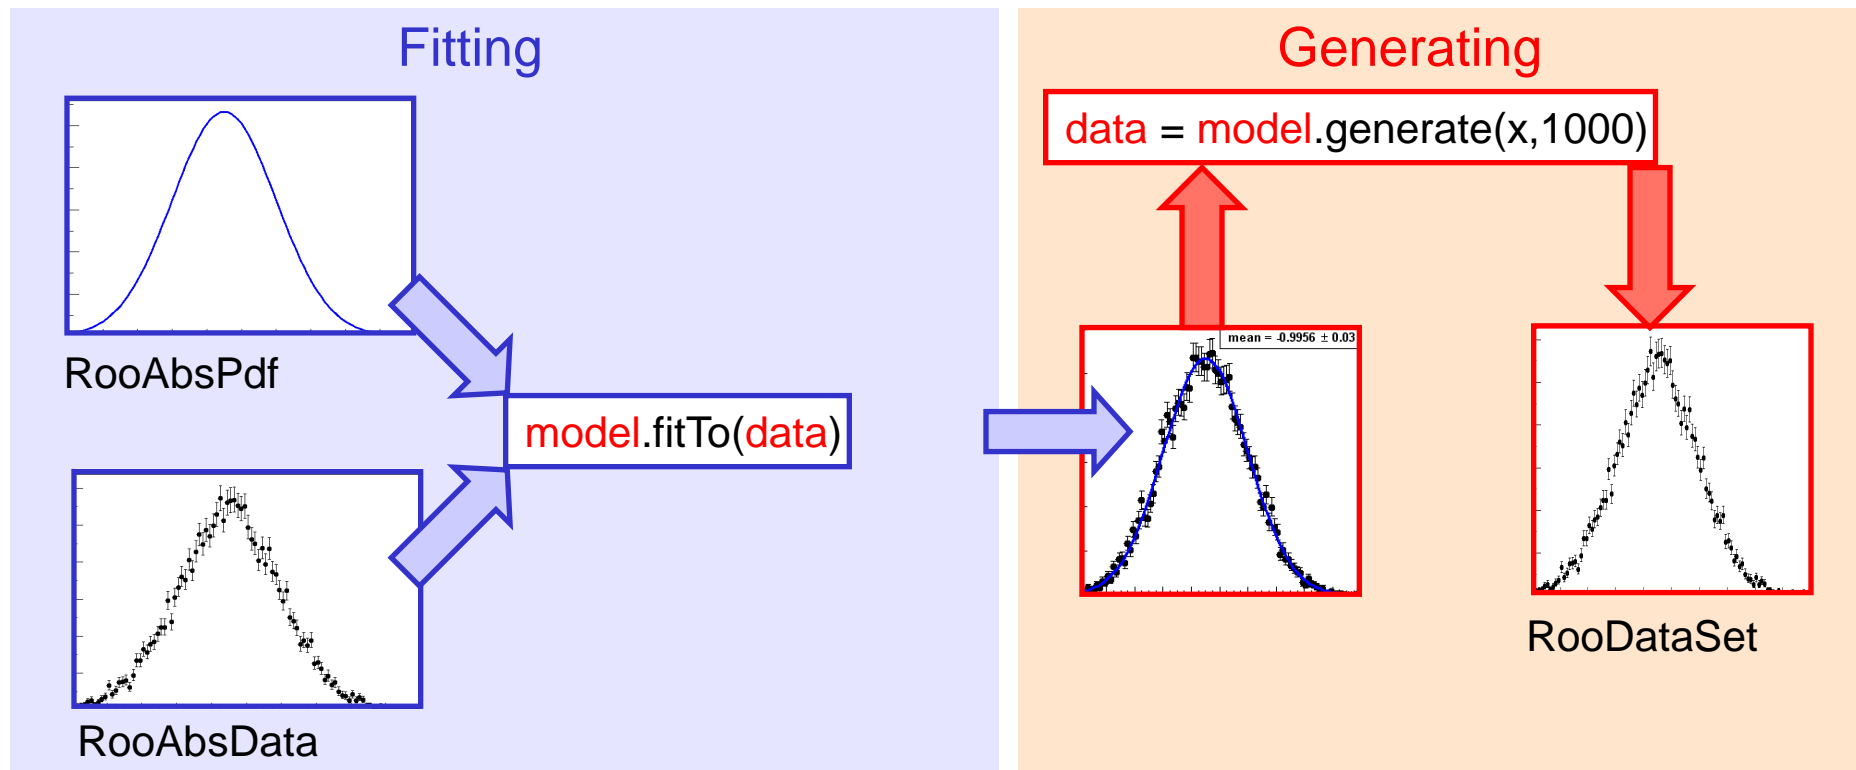 Fitting
RooAbsPdf
model.fitTo(data)
RooAbsData
Generating
data = model.generate(x,1000)
mean = -0.9956 ± 0.03
RooDataSet